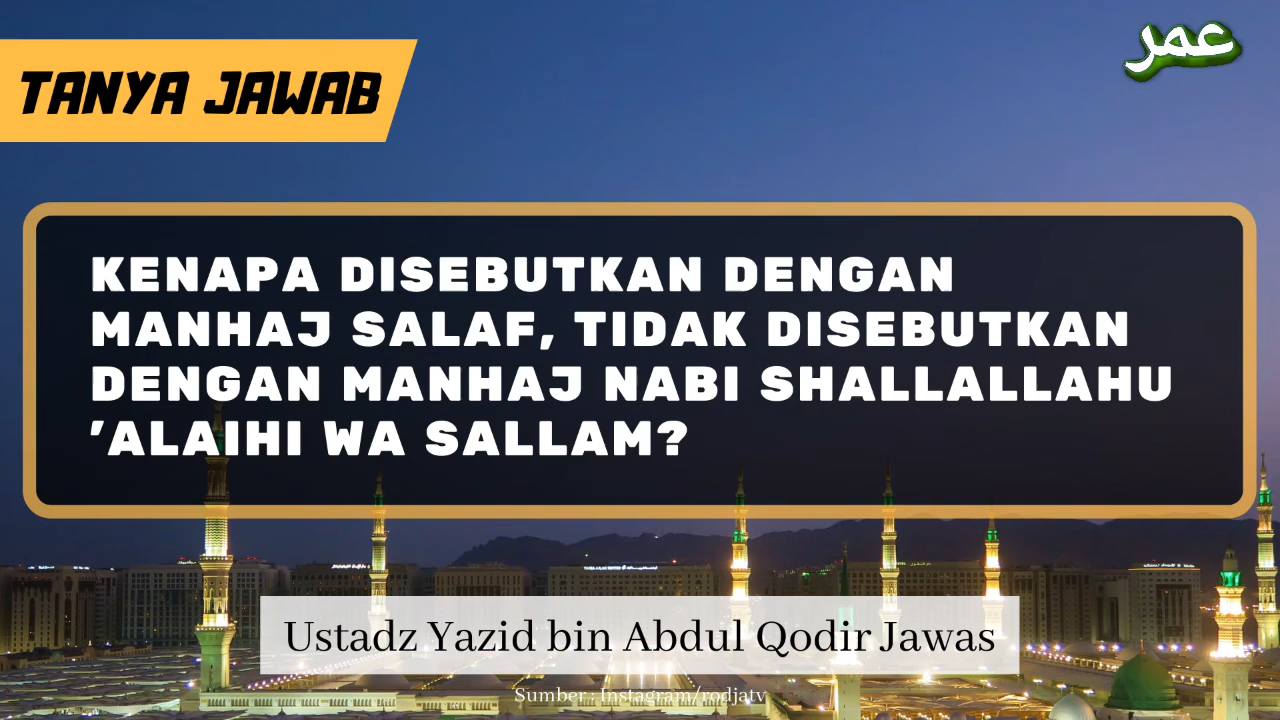 عمر
TANYA JAWAB
KENAPA DISEBUTKAN DENGAN
MANHAJ SALAF, TIDAK DISEBUTKAN
DENGAN MANHAJ NABI SHALLALLAHU
'ALAIHI WA SALLAM?
Ustadz Yazid bin Abdul Qodir Jawas
Sumber : Instagram/rodjatv